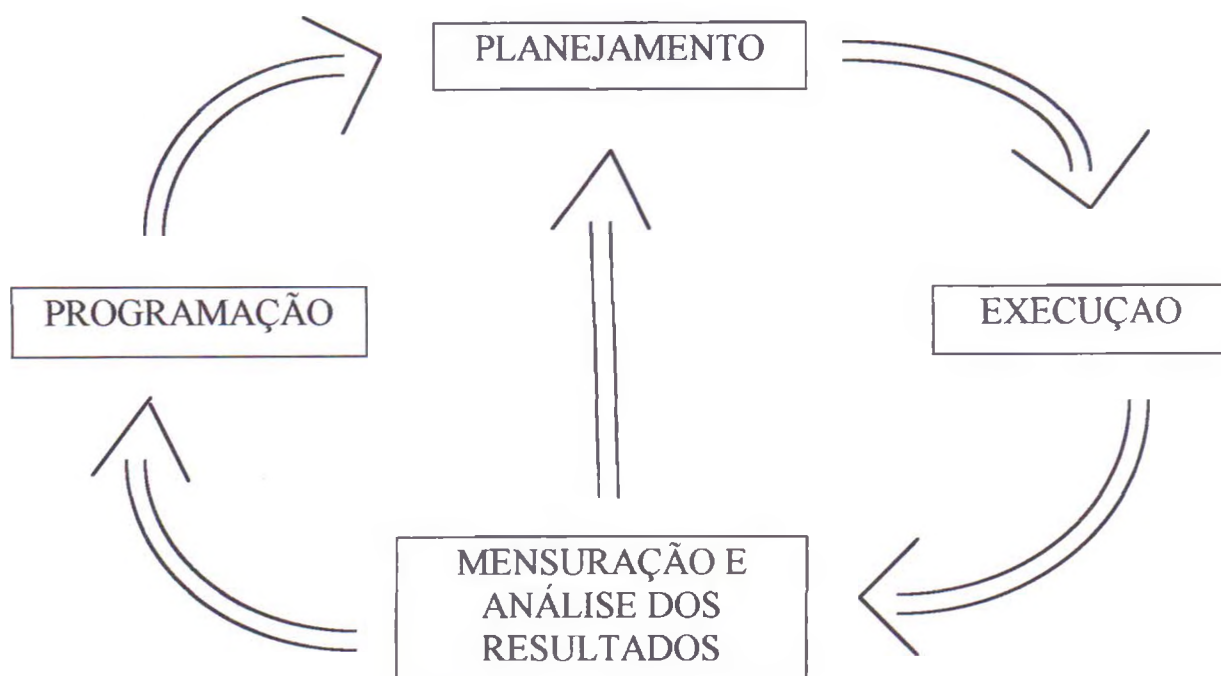 PLANEJAMENTO
PROGRAMAÇÃO
EXECUÇAO
MENSURAÇÃO E
ANÁLISE DOS
RESULTADOS